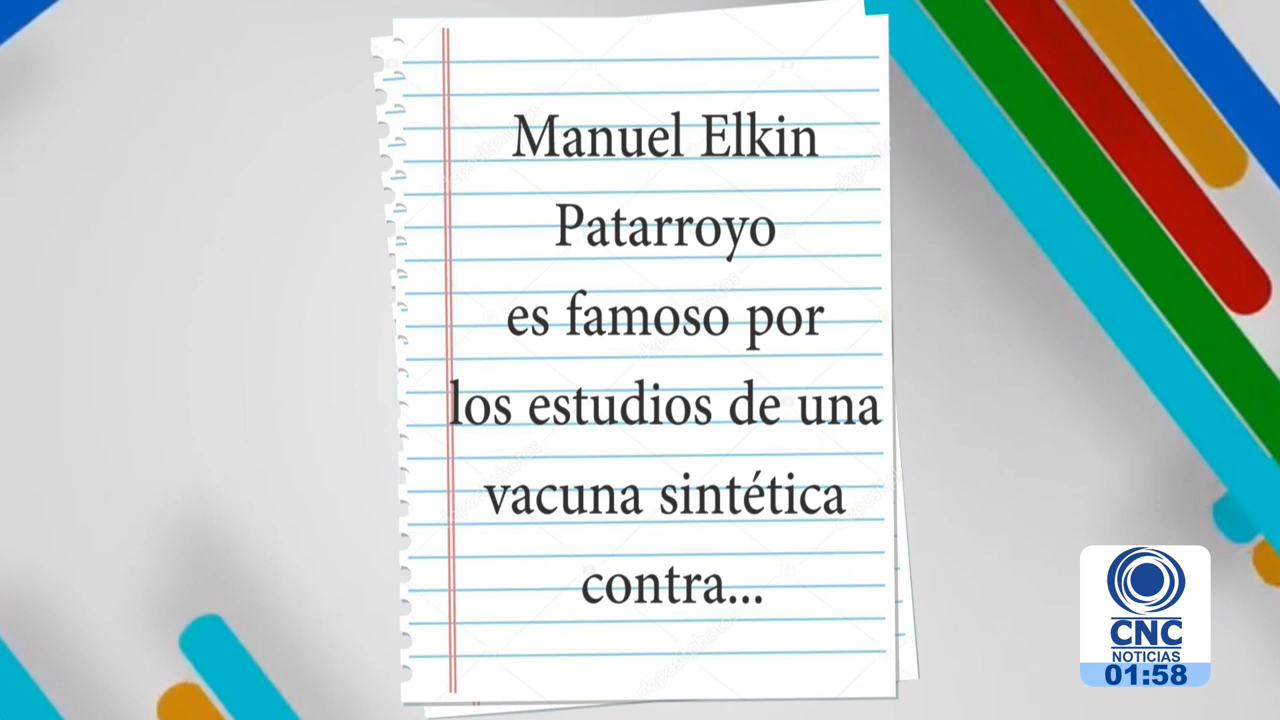 Manuel Elkin
Patarroyo
es famoso por
los estudios de una
vacuna sintética
contra...
CNC
NOTICIAS
01:58